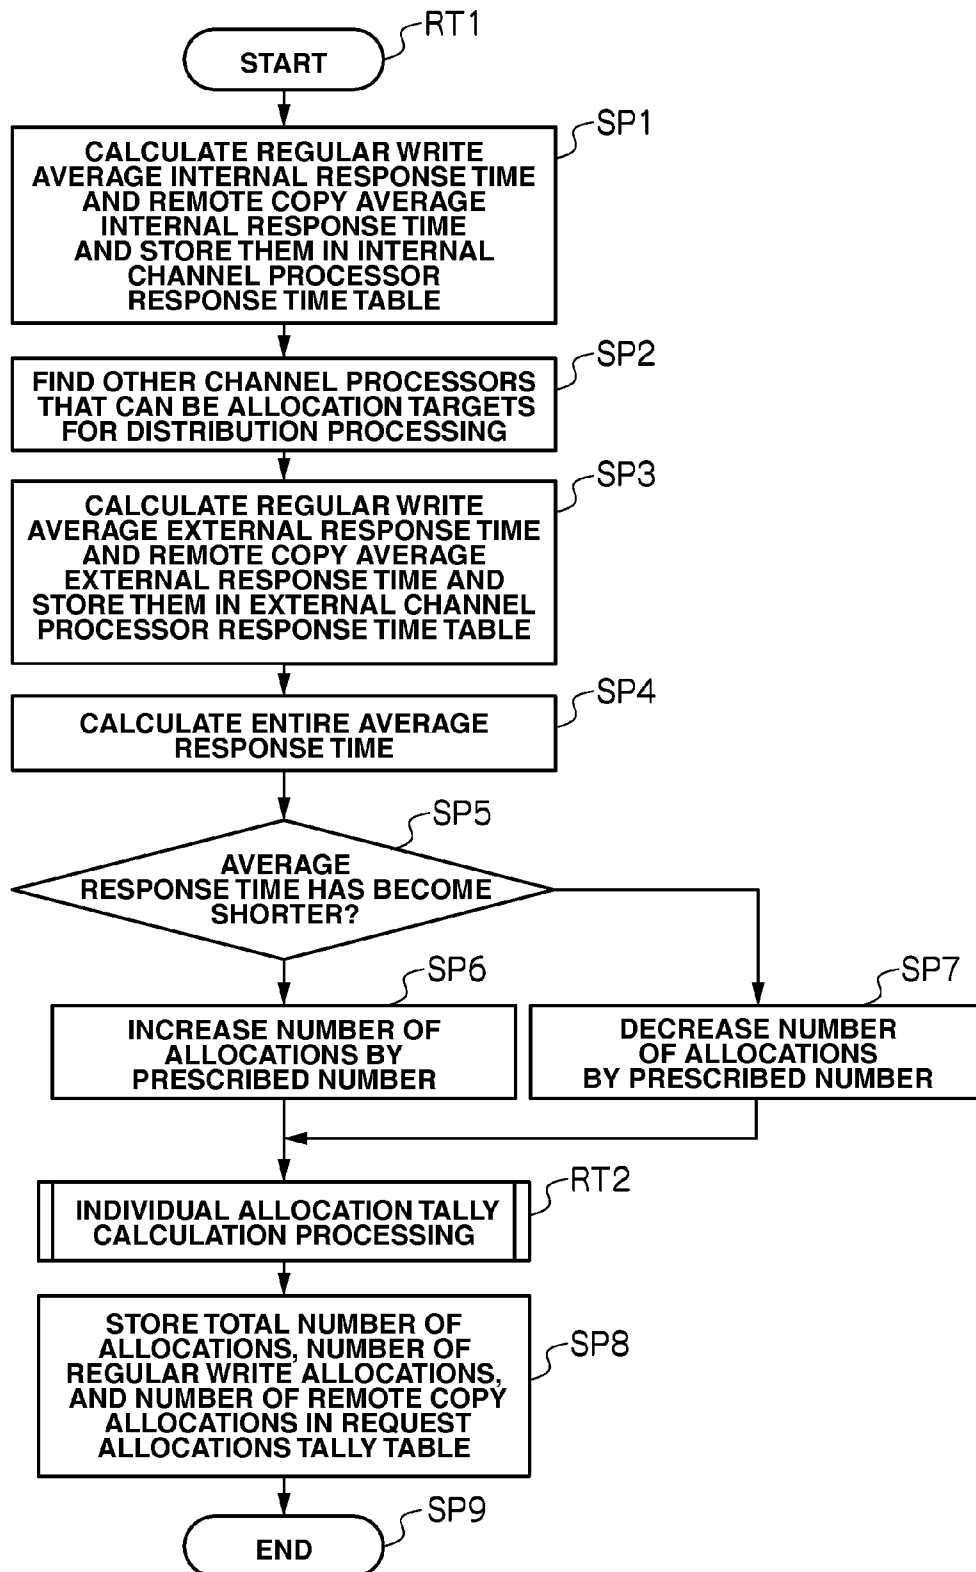 RT1
START
SP1
CALCULATE REGULAR WRITE
AVERAGE INTERNAL RESPONSE TIME
AND REMOTE COPY AVERAGE
INTERNAL RESPONSE TIME
AND STORE THEM IN INTERNAL
CHANNEL PROCESSOR
RESPONSE TIME TABLE
SP2
FIND OTHER CHANNEL PROCESSORS
THAT CAN BE ALLOCATION TARGETS
FOR DISTRIBUTION PROCESSING
SP3
CALCULATE REGULAR WRITE
AVERAGE EXTERNAL RESPONSE TIME
AND REMOTE COPY AVERAGE
EXTERNAL RESPONSE TIME AND
STORE THEM IN EXTERNAL CHANNEL
PROCESSOR RESPONSE TIME TABLE
SP4
CALCULATE ENTIRE AVERAGE
RESPONSE TIME
SP5
AVERAGE
RESPONSE TIME HAS BECOME
SHORTER?
SP6
INCREASE NUMBER OF
ALLOCATIONS BY
PRESCRIBED NUMBER
SP7
DECREASE NUMBER
OF ALLOCATIONS
BY PRESCRIBED NUMBER
RT2
INDIVIDUAL ALLOCATION TALLY
CALCULATION PROCESSING
STORE TOTAL NUMBER OF
ALLOCATIONS, NUMBER OF
REGULAR WRITE ALLOCATIONS,
AND NUMBER OF REMOTE COPY
ALLOCATIONS IN REQUEST
ALLOCATIONS TALLY TABLE
SP8
SP9
END